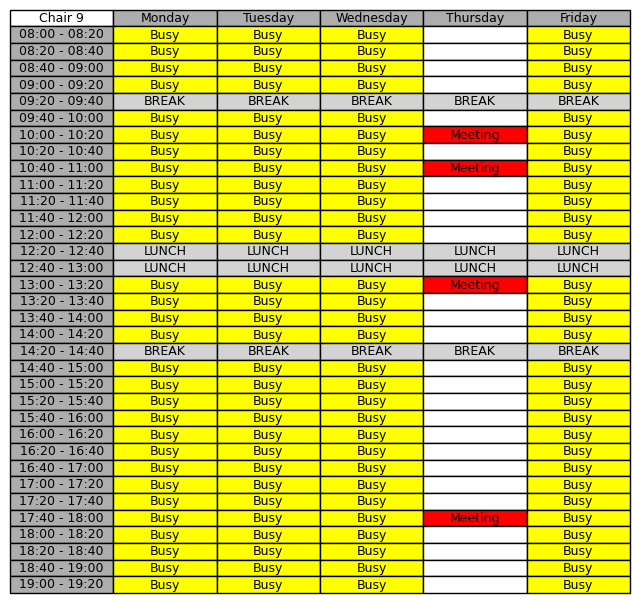 Chair 9 Monday Tuesday Wednesday Thursday Friday
08:00 - 08:20 Busy Busy Busy Busy
08:20 - 08:40 Busy Busy Busy Busy
08:40 - 09:00 Busy Busy Busy Busy
09:00 - 09:20 Busy Busy Busy Busy
09:20 - 09:40 BREAK BREAK BREAK BREAK BREAK
09:40 - 10:00 Busy Busy Busy Busy
10:00 - 10:20 Busy Busy Busy Meeting Busy
10:20 - 10:40 Busy Busy Busy Busy
10:40 - 11:00 Busy Busy Busy Meeting Busy
11:00 - 11:20 Busy Busy Busy Busy
11:20 - 11:40 Busy Busy Busy Busy
11:40 - 12:00 Busy Busy Busy Busy
12:00 - 12:20 Busy Busy Busy Busy
12:20 - 12:40 LUNCH LUNCH LUNCH LUNCH LUNCH
12:40 - 13:00 LUNCH LUNCH LUNCH LUNCH LUNCH
13:00 - 13:20 Busy Busy Busy Meeting Busy
13:20 - 13:40 Busy Busy Busy Busy
13:40 - 14:00 Busy Busy Busy Busy
14:00 - 14:20 Busy Busy Busy Busy
14:20 - 14:40 BREAK BREAK BREAK BREAK BREAK
14:40 - 15:00 Busy Busy Busy Busy
15:00 - 15:20 Busy Busy Busy Busy
15:20 - 15:40 Busy Busy Busy Busy
15:40 - 16:00 Busy Busy Busy Busy
16:00 - 16:20 Busy Busy Busy Busy
16:20 - 16:40 Busy Busy Busy Busy
16:40 - 17:00 Busy Busy Busy Busy
17:00 - 17:20 Busy Busy Busy Busy
17:20 - 17:40 Busy Busy Busy Busy
17:40 - 18:00 Busy Busy Busy Meeting Busy
18:00 - 18:20 Busy Busy Busy Busy
18:20 - 18:40 Busy Busy Busy Busy
18:40 - 19:00 Busy Busy Busy Busy
19:00 - 19:20 Busy Busy Busy Busy